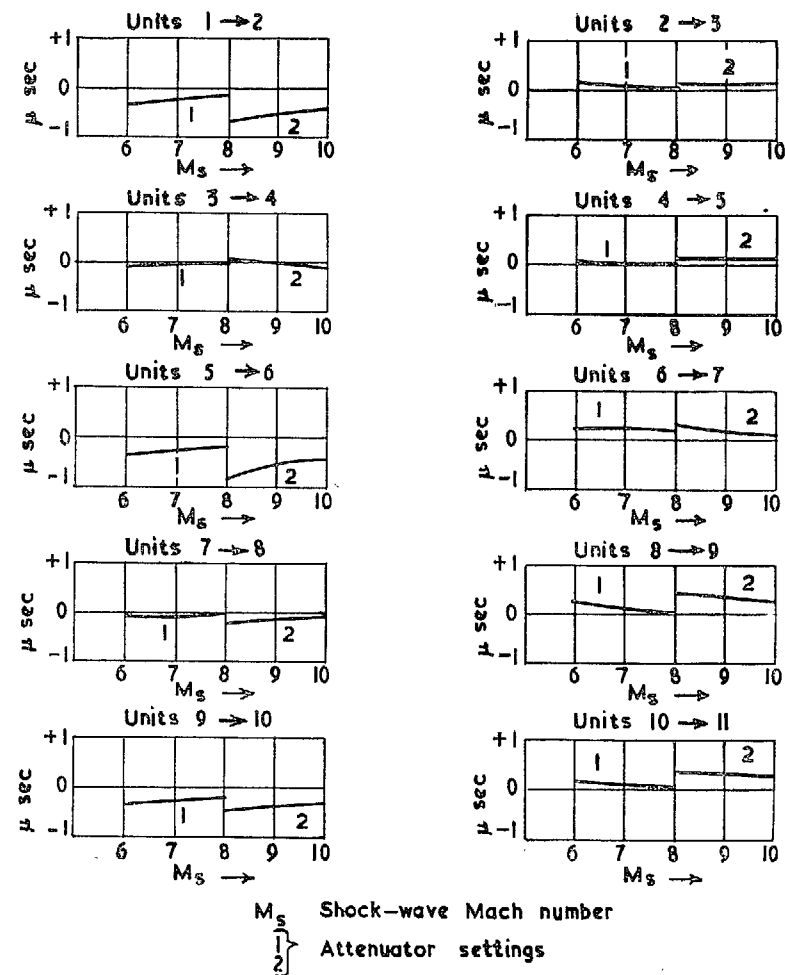 Units 1→2
+1
0
−1
μ sec
1
2
6 7 8 9 10
Ms →
Units 2→3
+1
0
−1
μ sec
1
2
6 7 8 9 10
Ms →
Units 3→4
+1
0
−1
μ sec
1
2
6 7 8 9 10
Ms →
Units 4→5
+1
0
−1
μ sec
1
2
6 7 8 9 10
Ms →
Units 5→6
+1
0
−1
μ sec
1
2
6 7 8 9 10
Ms →
Units 6→7
+1
0
−1
μ sec
1
2
6 7 8 9 10
Ms →
Units 7→8
+1
0
−1
μ sec
1
2
6 7 8 9 10
Ms →
Units 8→9
+1
0
−1
μ sec
1
2
6 7 8 9 10
Ms →
Units 9→10
+1
0
−1
μ sec
1
2
6 7 8 9 10
Ms →
Units 10→11
+1
0
−1
μ sec
1
2
6 7 8 9 10
Ms →
Ms Shock-wave Mach number
1
2 } Attenuator settings